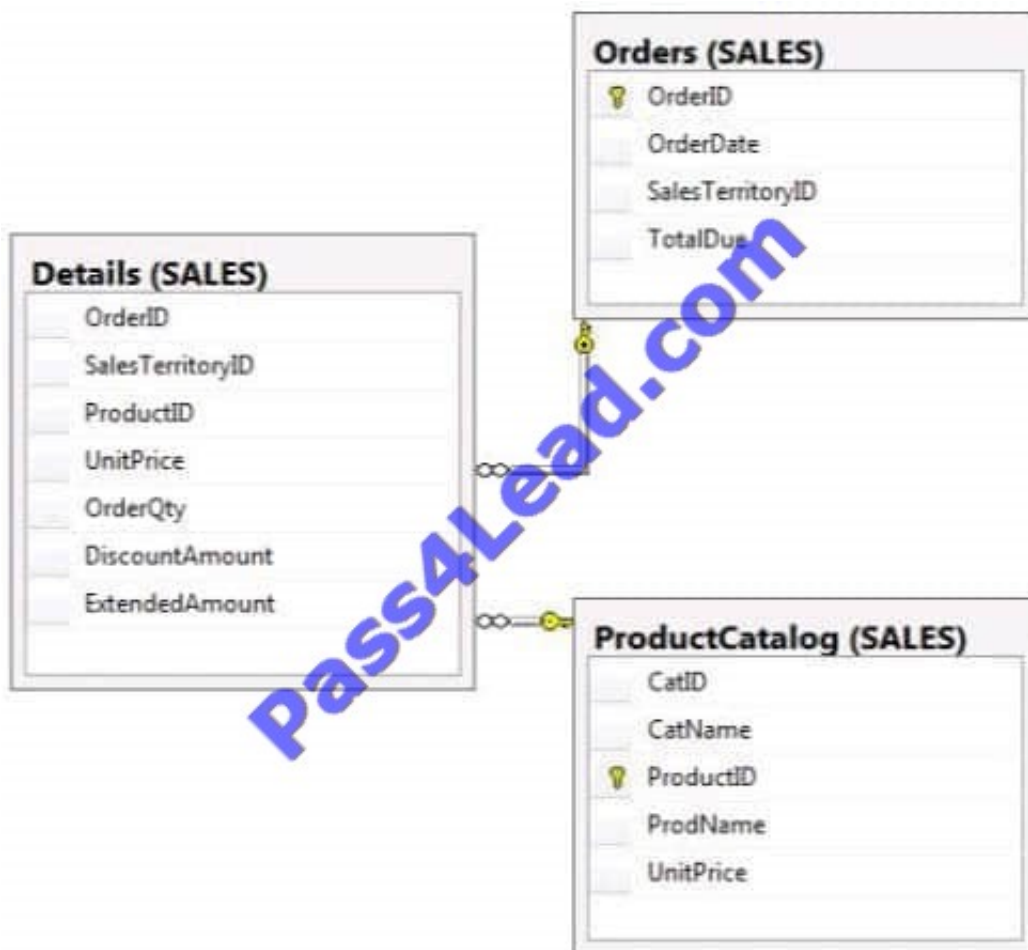 Orders (SALES)
OrderID
OrderDate
SalesTerritoryID
TotalDue
Details (SALES)
OrderID
SalesTerritoryID
ProductID
UnitPrice
OrderQty
DiscountAmount
ExtendedAmount
ProductCatalog (SALES)
CatID
CatName
ProductID
ProdName
UnitPrice
Pass4Lead.com